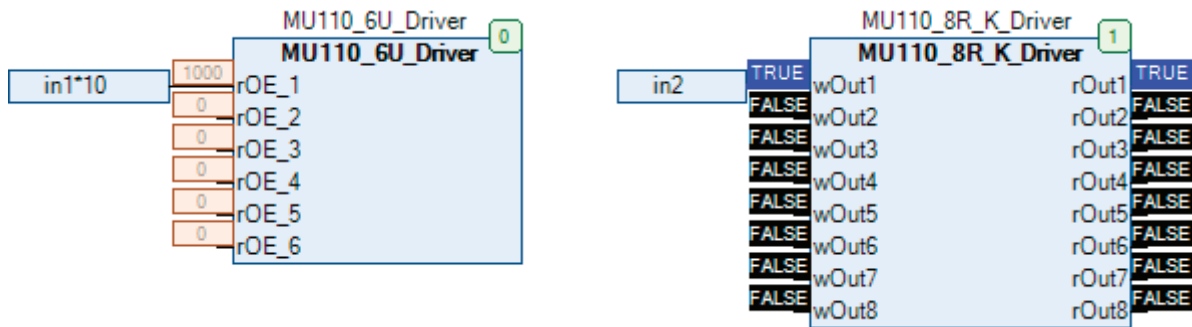 MU110_6U_Driver
0
MU110_6U_Driver
in1*10
1000
rOE_1
0
rOE_2
0
rOE_3
0
rOE_4
0
rOE_5
0
rOE_6
MU110_8R_K_Driver
1
MU110_8R_K_Driver
in2
TRUE wOut1 rOut1 TRUE
FALSE wOut2 rOut2 FALSE
FALSE wOut3 rOut3 FALSE
FALSE wOut4 rOut4 FALSE
FALSE wOut5 rOut5 FALSE
FALSE wOut6 rOut6 FALSE
FALSE wOut7 rOut7 FALSE
FALSE wOut8 rOut8 FALSE